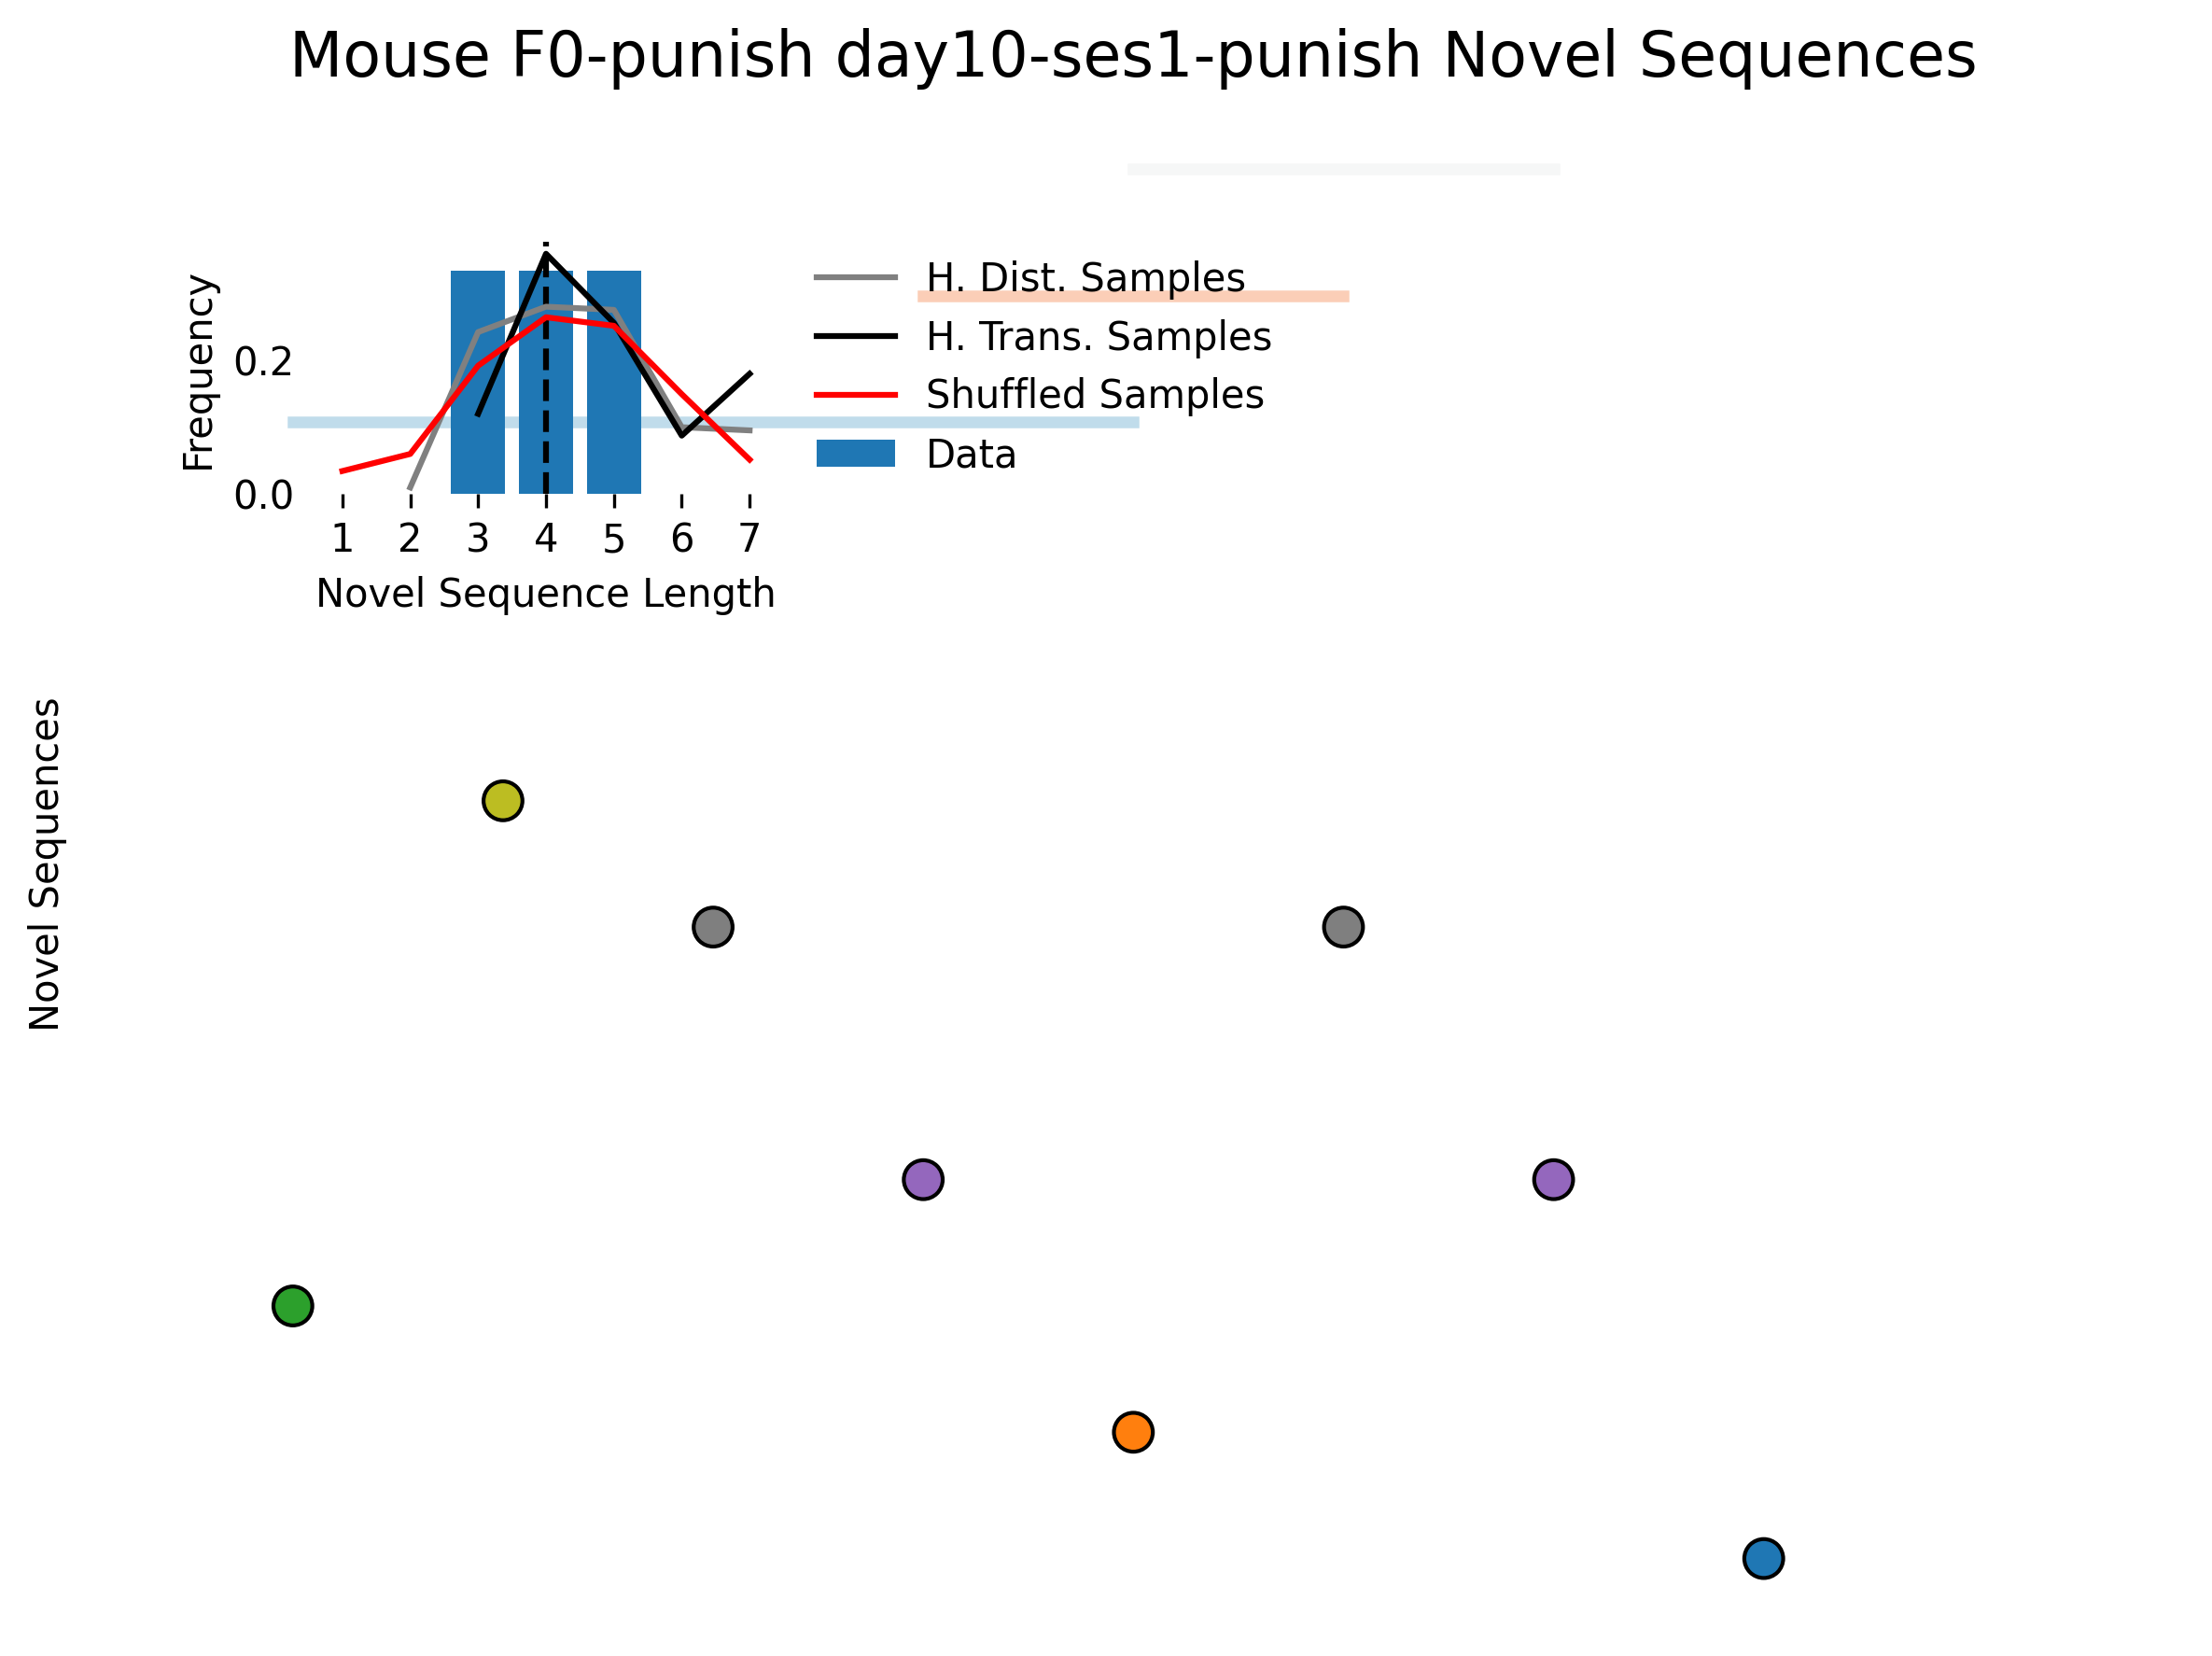 Mouse F0-punish day10-ses1-punish Novel Sequences
Frequency
0.2
0.0
1 2 3 4 5 6 7
Novel Sequence Length
H. Dist. Samples
H. Trans. Samples
Shuffled Samples
Data
Novel Sequences